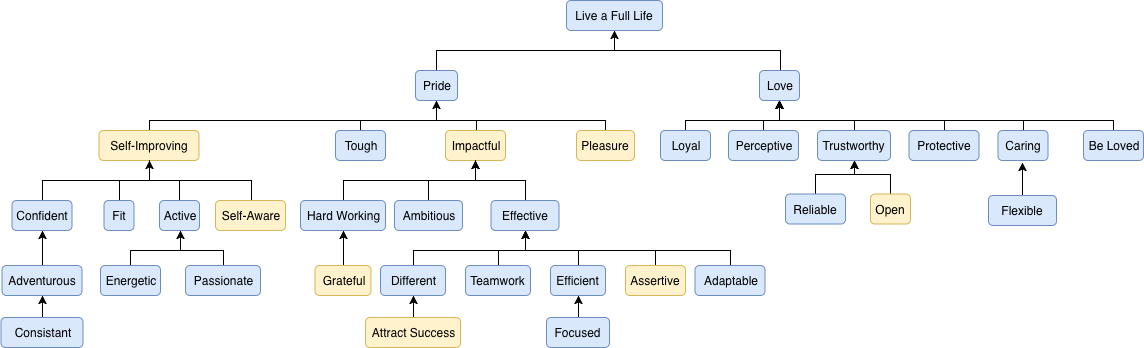 Live a Full Life
Pride
Love
Self-Improving
Tough
Impactful
Pleasure
Loyal
Perceptive
Trustworthy
Protective
Caring
Be Loved
Confident
Fit
Active
Self-Aware
Hard Working
Ambitious
Effective
Reliable
Open
Flexible
Adventurous
Energetic
Passionate
Grateful
Different
Teamwork
Efficient
Assertive
Adaptable
Consistant
Attract Success
Focused